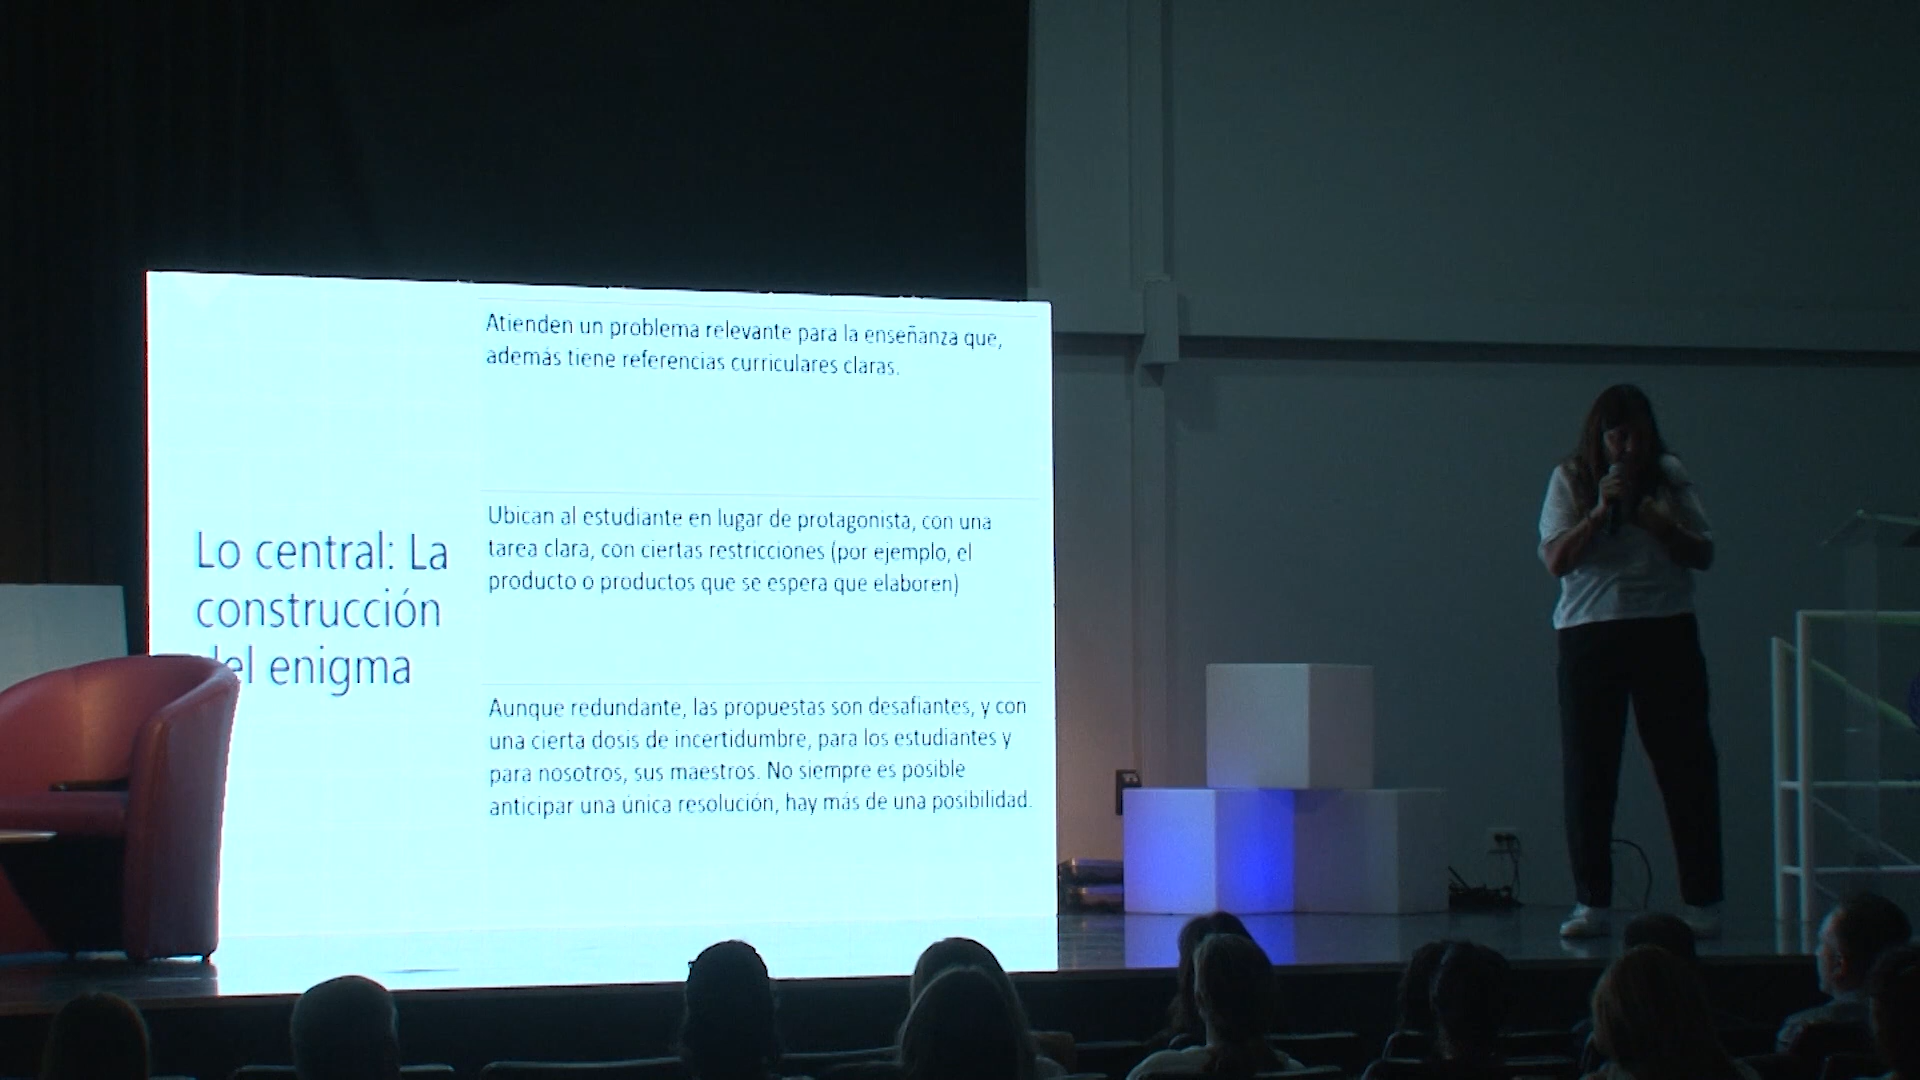 Lo central: La
construcción
del enigma
Atienden un problema relevante para la enseñanza que,
además tiene referencias curriculares claras.
Ubican al estudiante en lugar de protagonista, con una
tarea clara, con ciertas restricciones (por ejemplo, el
producto o productos que se espera que elaboren)
Aunque redundante, las propuestas son desafiantes, y con
una cierta dosis de incertidumbre, para los estudiantes y
para nosotros, sus maestros. No siempre es posible
anticipar una única resolución, hay más de una posibilidad.